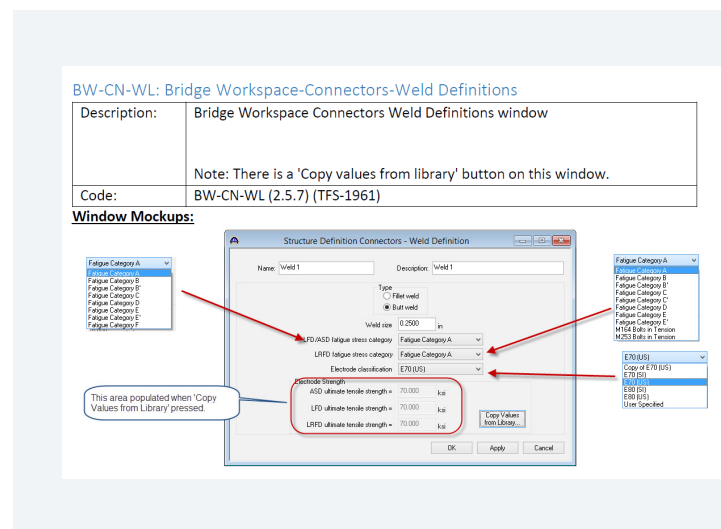 BW-CN-WL: Bridge Workspace-Connectors-Weld Definitions
Description:
Bridge Workspace Connectors Weld Definitions window
Note: There is a 'Copy values from library' button on this window.
Code:
BW-CN-WL (2.5.7) (TFS-1961)
Window Mockups:
Structure Definition Connectors - Weld Definition
Name: Weld 1
Description: Weld 1
Type
Fillet weld
Butt weld
Weld size 0.2500 in
LFD/ASD fatigue stress category Fatigue Category A
LRFD fatigue stress category Fatigue Category A
Electrode classification E70 (US)
Electrode Strength
ASD ultimate tensile strength = 70.000 ksi
LFD ultimate tensile strength = 70.000 ksi
LRFD ultimate tensile strength = 70.000 ksi
Copy Values
from Library...
OK Apply Cancel
Fatigue Category A
Fatigue Category A
Fatigue Category B
Fatigue Category B'
Fatigue Category C
Fatigue Category D
Fatigue Category E
Fatigue Category E'
Fatigue Category F
This area populated when 'Copy
Values from Library' pressed.
Fatigue Category A
Fatigue Category A
Fatigue Category B
Fatigue Category B'
Fatigue Category C
Fatigue Category C'
Fatigue Category D
Fatigue Category E
Fatigue Category E'
M164 Bolts in Tension
M253 Bolts in Tension
E70 (US)
Copy of E70 (US)
E70 (SI)
E70 (US)
E80 (SI)
E80 (US)
User Specified